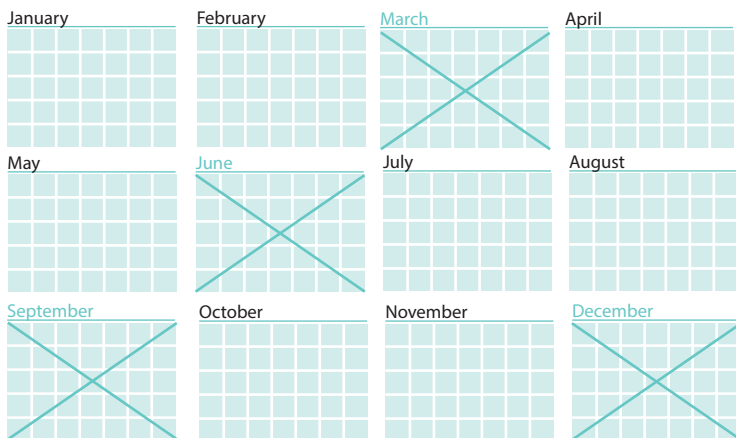 January
February
March
April
May
June
July
August
September
October
November
December